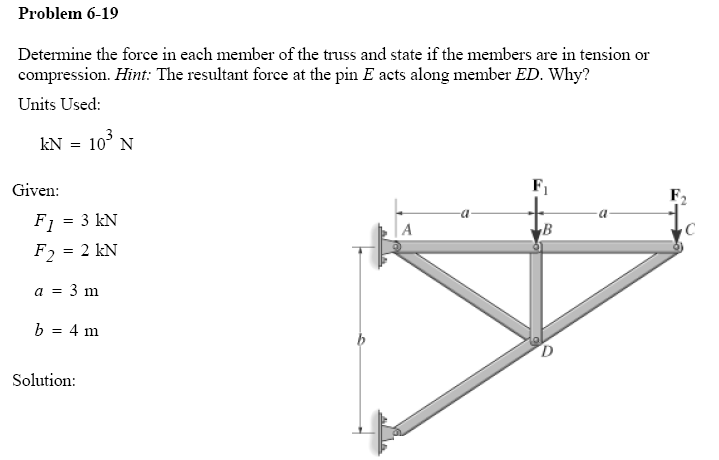 Problem 6-19
Determine the force in each member of the truss and state if the members are in tension or
compression. Hint: The resultant force at the pin E acts along member ED. Why?
Units Used:
kN = 10³ N
Given:
F₁ = 3 kN
F₂ = 2 kN
a = 3 m
b = 4 m
Solution:
F₁
F₂
a
a
A
B
C
b
D